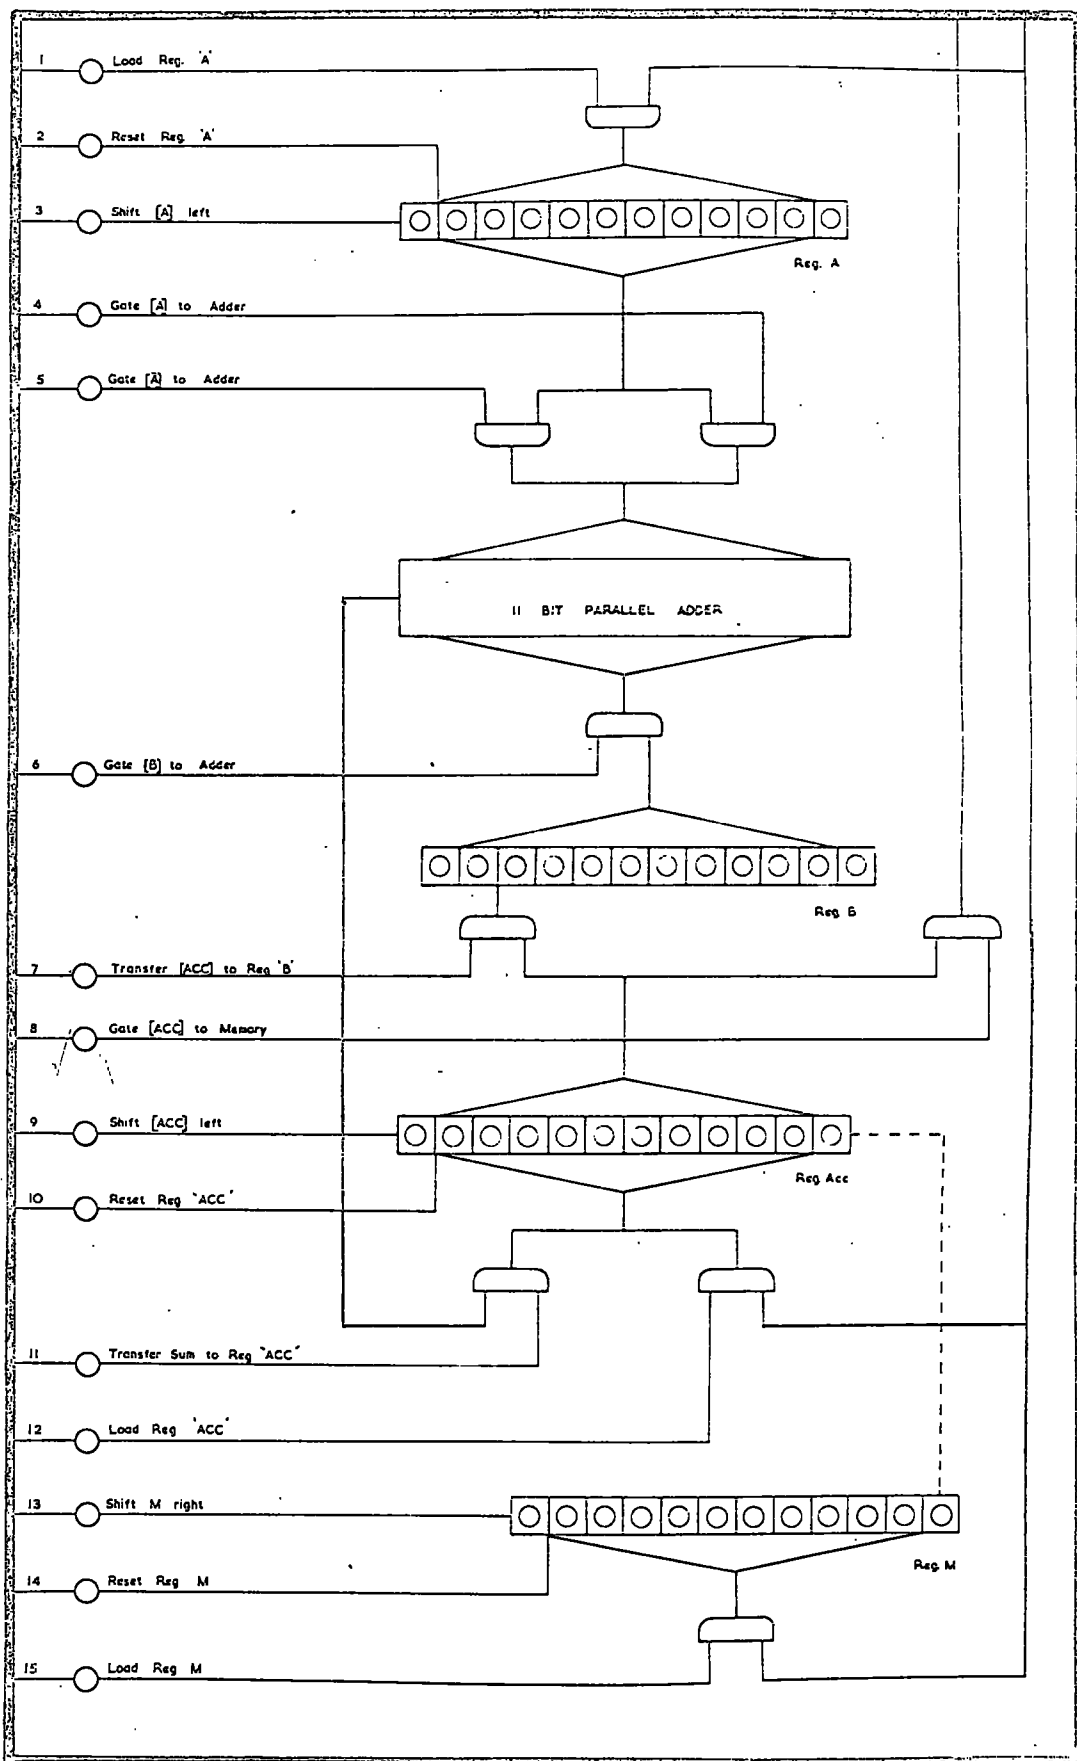 1 Load Reg. 'A'
2 Reset Reg 'A'
3 Shift [A] left
Reg. A
4 Gate [A] to Adder
5 Gate [Ā] to Adder
11 BIT PARALLEL ADDER
6 Gate [B] to Adder
Reg B
7 Transfer [ACC] to Reg 'B'
8 Gate [ACC] to Memory
9 Shift [ACC] left
Reg Acc
10 Reset Reg "ACC"
11 Transfer Sum to Reg "ACC"
12 Load Reg 'ACC'
13 Shift M right
14 Reset Reg M
Reg M
15 Load Reg M